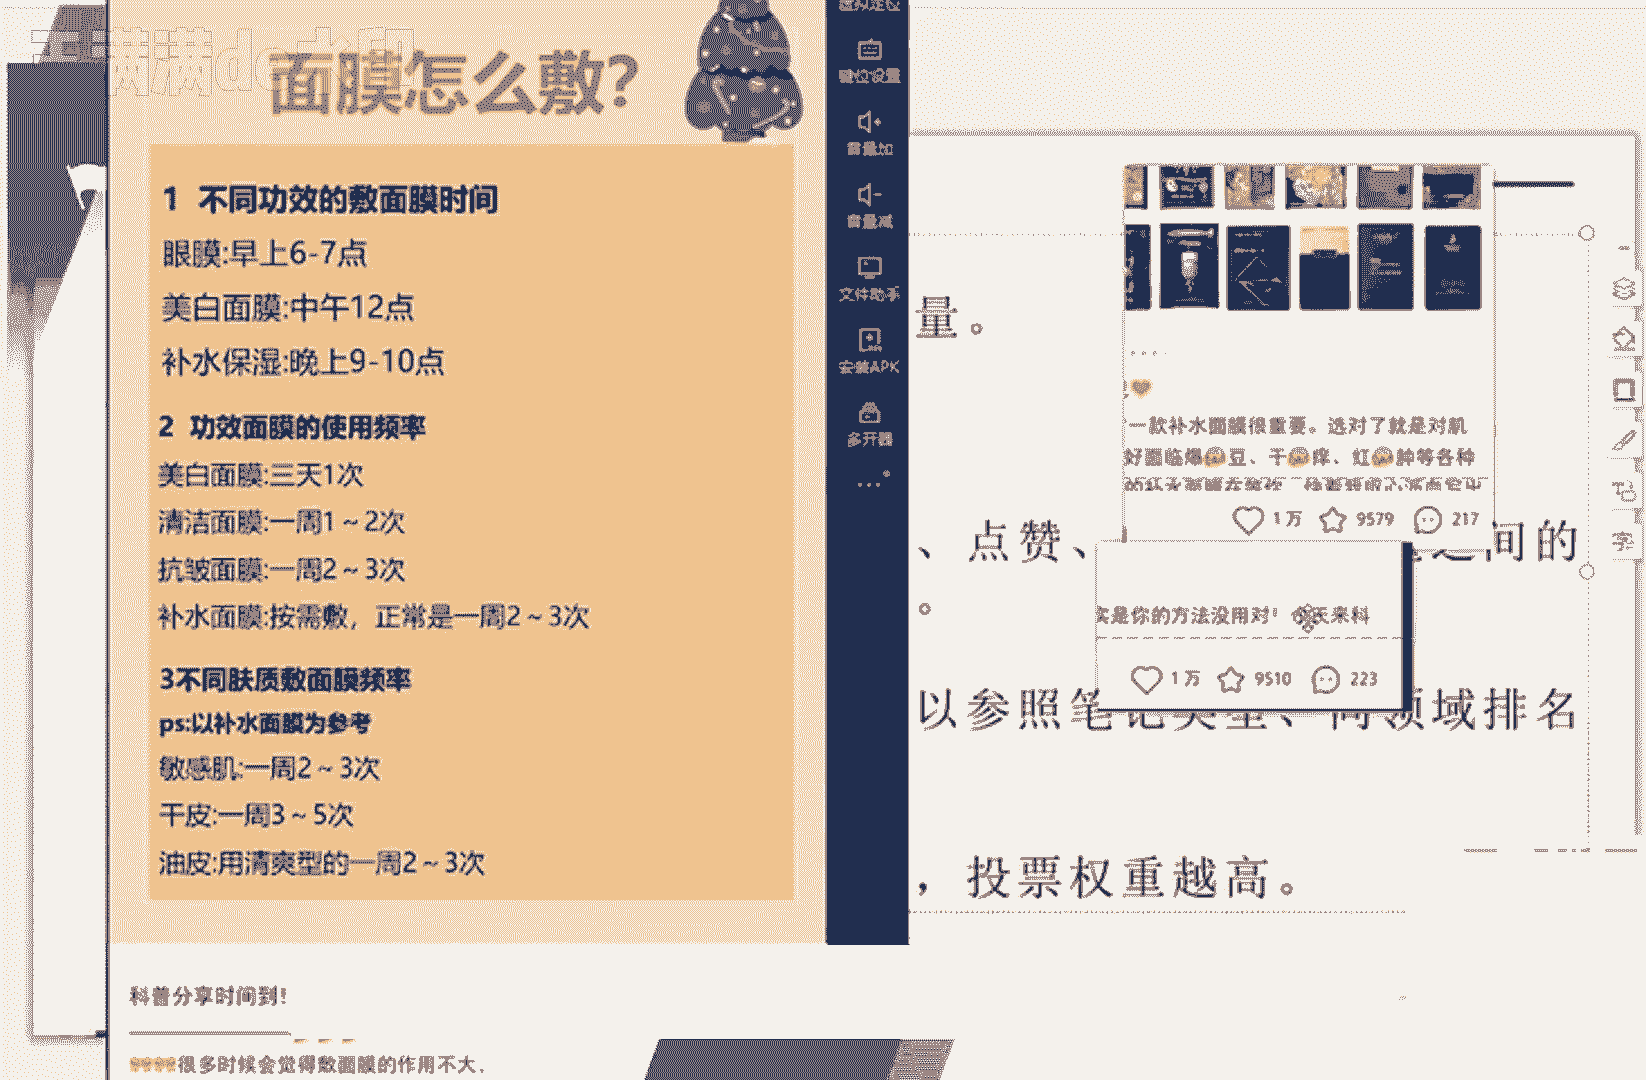 面膜怎么敷?
1 不同功效的敷面膜时间
眼膜:早上6-7点
美白面膜:中午12点
补水保湿:晚上9-10点
2 功效面膜的使用频率
美白面膜:三天1次
清洁面膜:一周1~2次
抗皱面膜:一周2~3次
补水面膜:按需敷，正常是一周2~3次
3不同肤质敷面膜频率
ps:以补水面膜为参考
敏感肌:一周2~3次
干皮:一周3~5次
油皮:用清爽型的一周2~3次
科普分享时间到!
很多时候会觉得敷面膜的作用不大,
虚拟定位
键位设置
音量加
音量减
文件助手
安装APK
多开器
量。
一款补水面膜很重要。选对了就是对肌
好面临爆豆、干痒、红肿等各种
1万 9579 217
、点赞、
间的
。
实是你的方法没用对! 今天来科
1万 9510 223
以参照笔记类型、同领域排名
，投票权重越高。
字